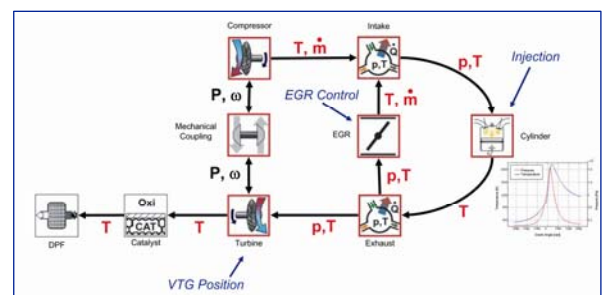 Compressor
Intake
T, ṁ
p,T
Injection
p,T
Q̇
P, ω
EGR Control
T, ṁ
Mechanical
Coupling
EGR
Cylinder
P, ω
p,T
T
Oxi
CAT
p,T
Q̇
T
T
p,T
DPF
Catalyst
Turbine
Exhaust
VTG Position